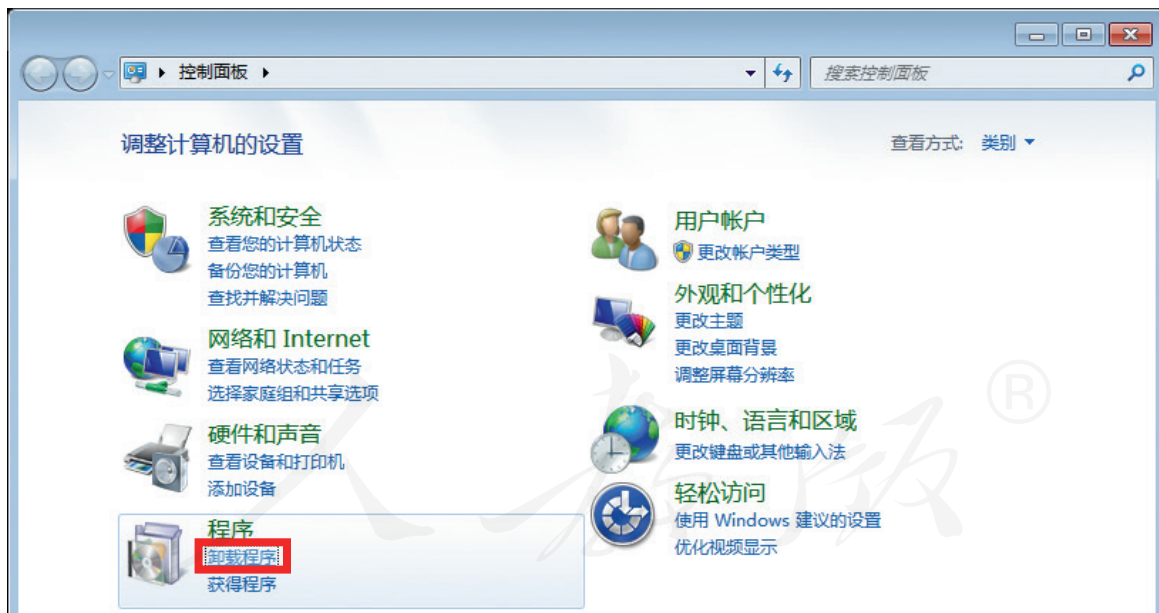 控制面板
搜索控制面板
调整计算机的设置
查看方式: 类别
系统和安全
查看您的计算机状态
备份您的计算机
查找并解决问题
网络和 Internet
查看网络状态和任务
选择家庭组和共享选项
硬件和声音
查看设备和打印机
添加设备
程序
卸载程序
获得程序
用户帐户
更改帐户类型
外观和个性化
更改主题
更改桌面背景
调整屏幕分辨率
时钟、语言和区域
更改键盘或其他输入法
轻松访问
使用 Windows 建议的设置
优化视频显示
人教版®